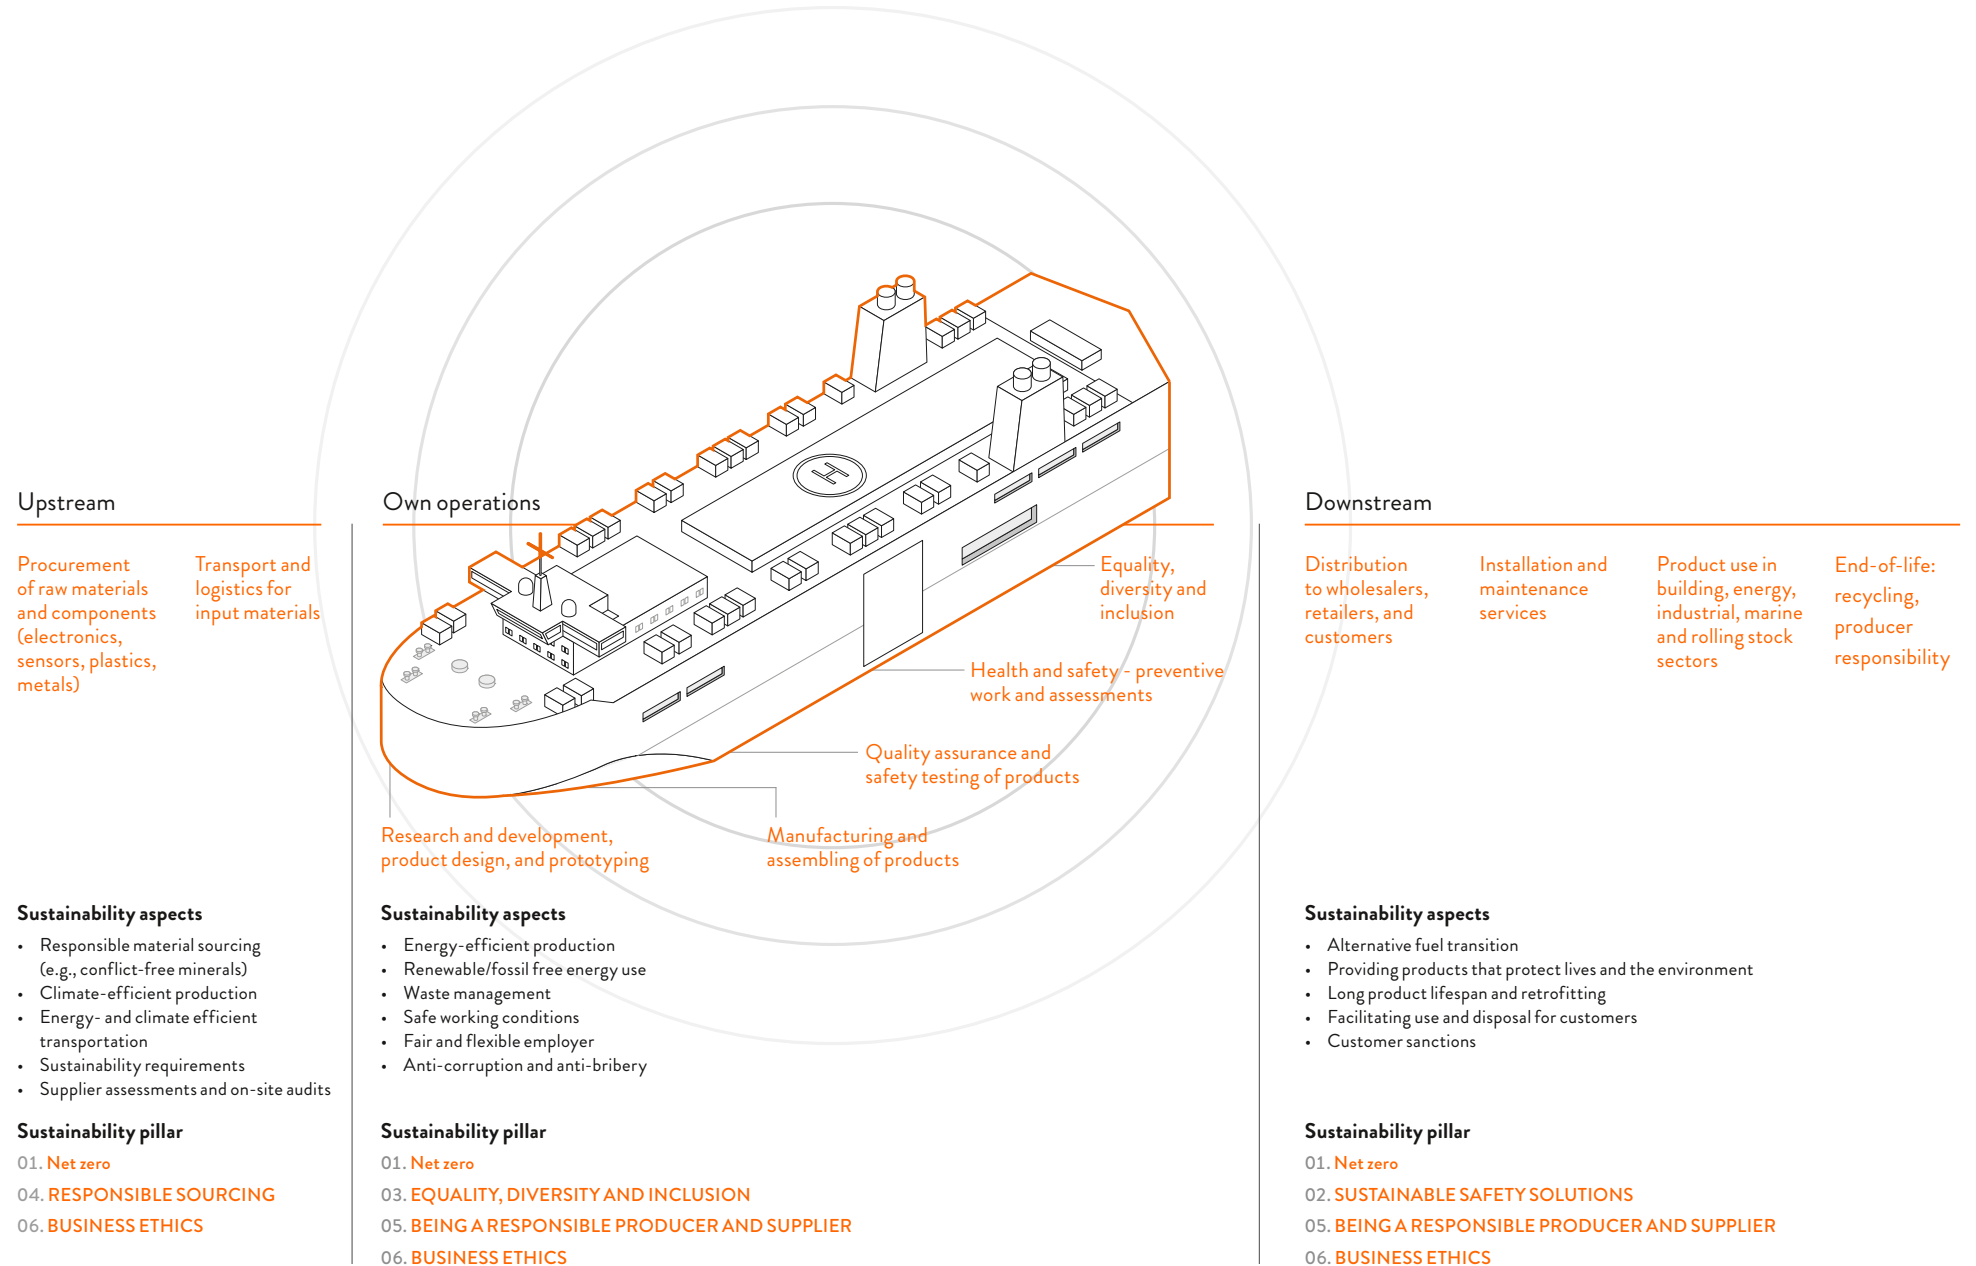 Upstream
Procurement
of raw materials
and components
(electronics,
sensors, plastics,
metals)
Transport and
logistics for
input materials
Sustainability aspects
• Responsible material sourcing
(e.g., conflict-free minerals)
• Climate-efficient production
• Energy- and climate efficient
transportation
• Sustainability requirements
• Supplier assessments and on-site audits
Sustainability pillar
01. Net zero
04. RESPONSIBLE SOURCING
06. BUSINESS ETHICS
Own operations
H
Equality,
diversity and
inclusion
Health and safety - preventive
work and assessments
Quality assurance and
safety testing of products
Research and development,
product design, and prototyping
Manufacturing and
assembling of products
Sustainability aspects
• Energy-efficient production
• Renewable/fossil free energy use
• Waste management
• Safe working conditions
• Fair and flexible employer
• Anti-corruption and anti-bribery
Sustainability pillar
01. Net zero
03. EQUALITY, DIVERSITY AND INCLUSION
05. BEING A RESPONSIBLE PRODUCER AND SUPPLIER
06. BUSINESS ETHICS
Downstream
Distribution
to wholesalers,
retailers, and
customers
Installation and
maintenance
services
Product use in
building, energy,
industrial, marine
and rolling stock
sectors
End-of-life:
recycling,
producer
responsibility
Sustainability aspects
• Alternative fuel transition
• Providing products that protect lives and the environment
• Long product lifespan and retrofitting
• Facilitating use and disposal for customers
• Customer sanctions
Sustainability pillar
01. Net zero
02. SUSTAINABLE SAFETY SOLUTIONS
05. BEING A RESPONSIBLE PRODUCER AND SUPPLIER
06. BUSINESS ETHICS